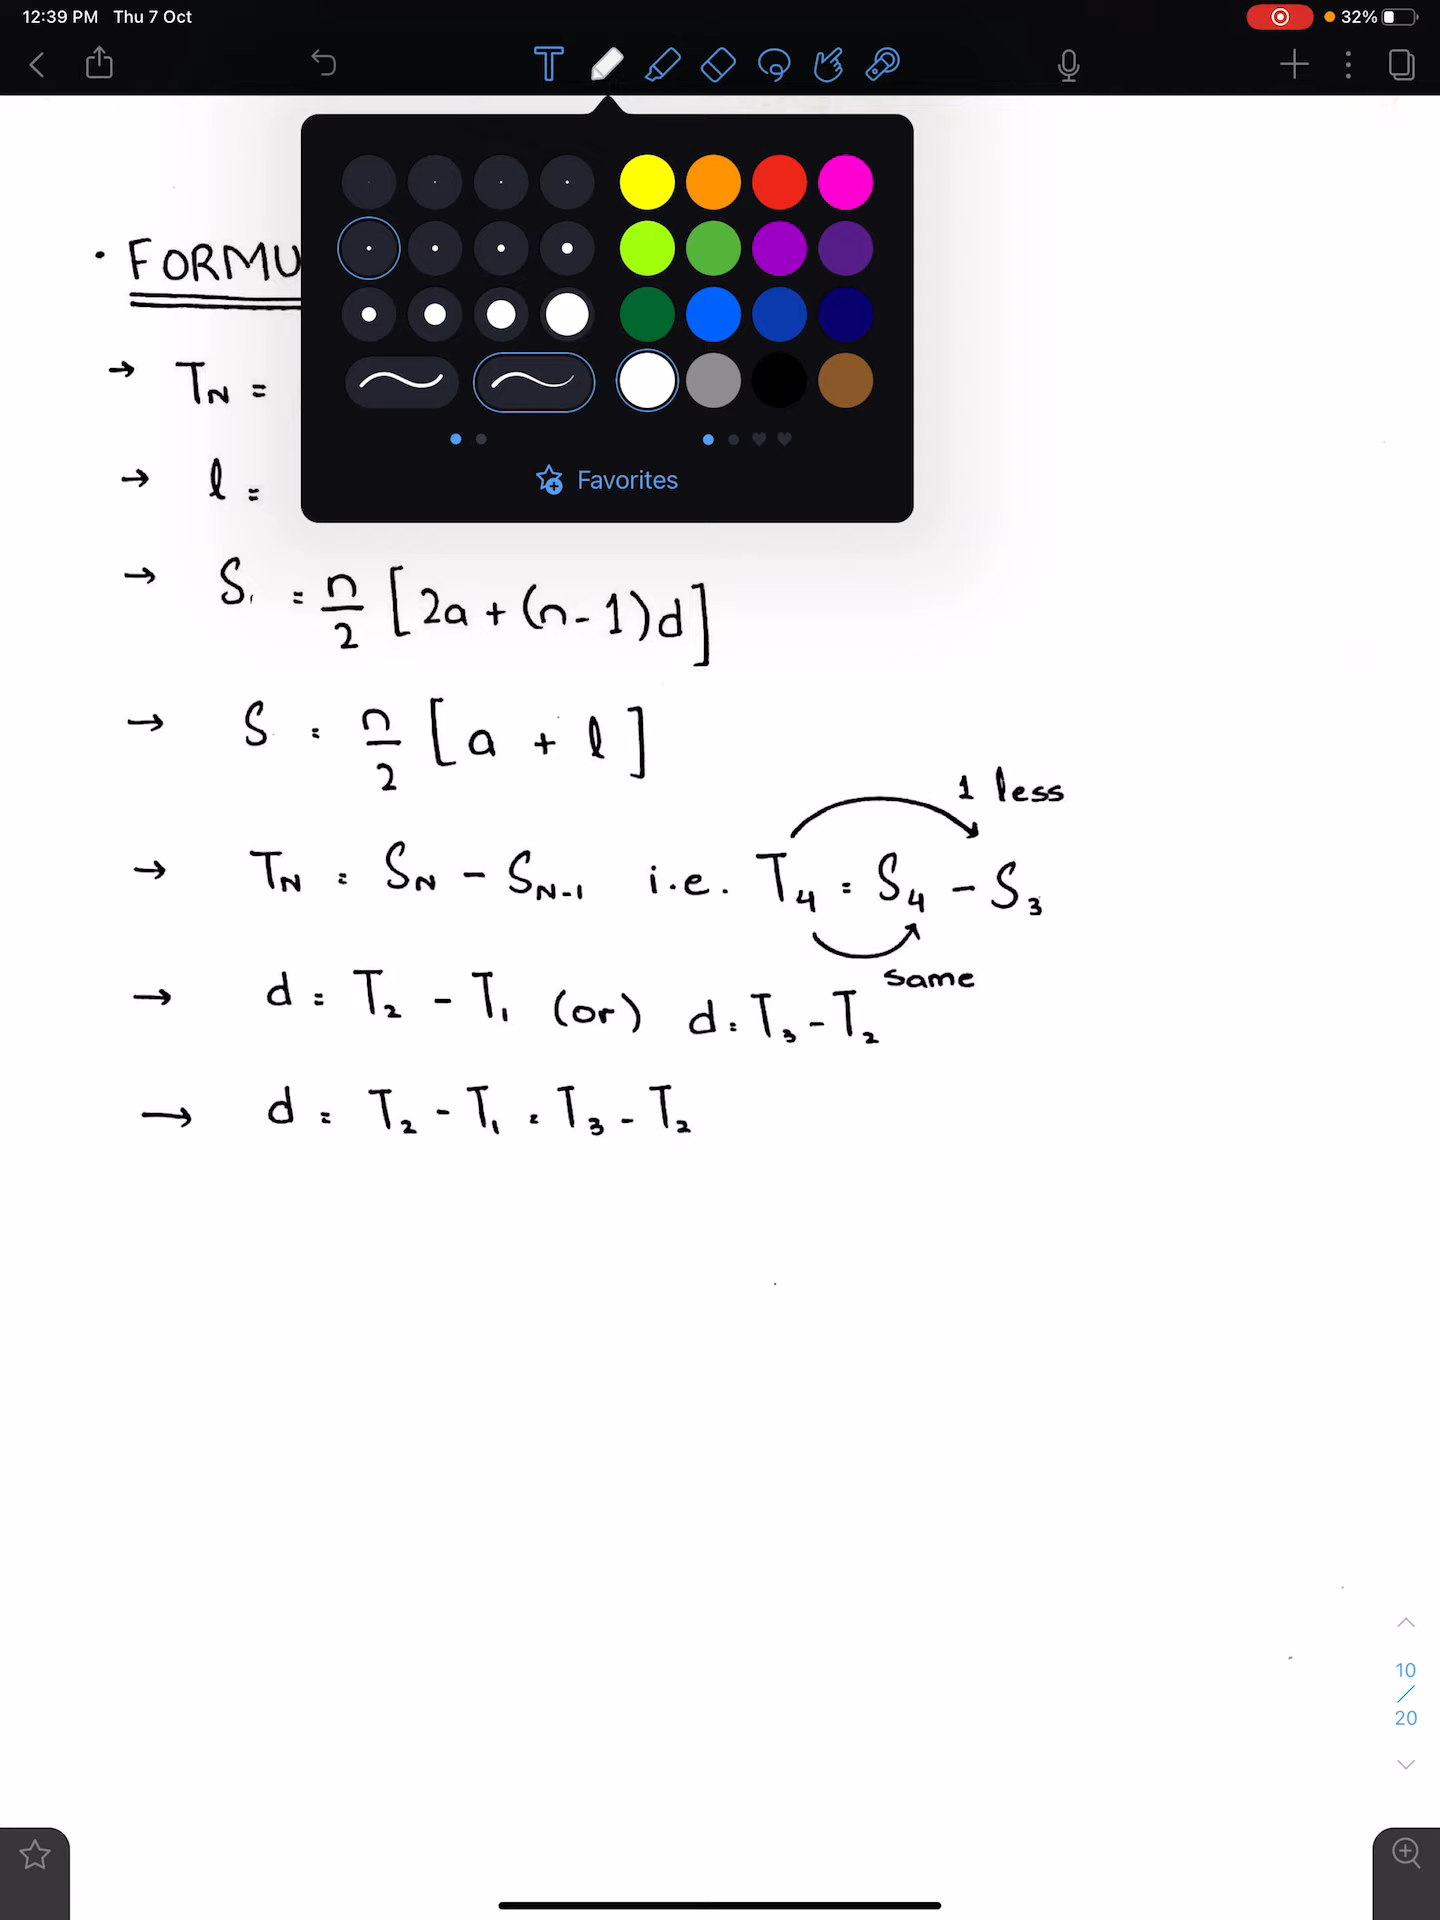 12:39 PM Thu 7 Oct
32%
T
· FORMU
→ TN =
→ l =
Favorites
→ S = n/2 [2a + (n-1)d]
→ S = n/2 [a + l]
1 less
→ TN = SN - SN-1 i.e. T4 = S4 - S3
same
→ d = T2 - T1 (or) d = T3 - T2
→ d = T2 - T1 = T3 - T2
10
/
20